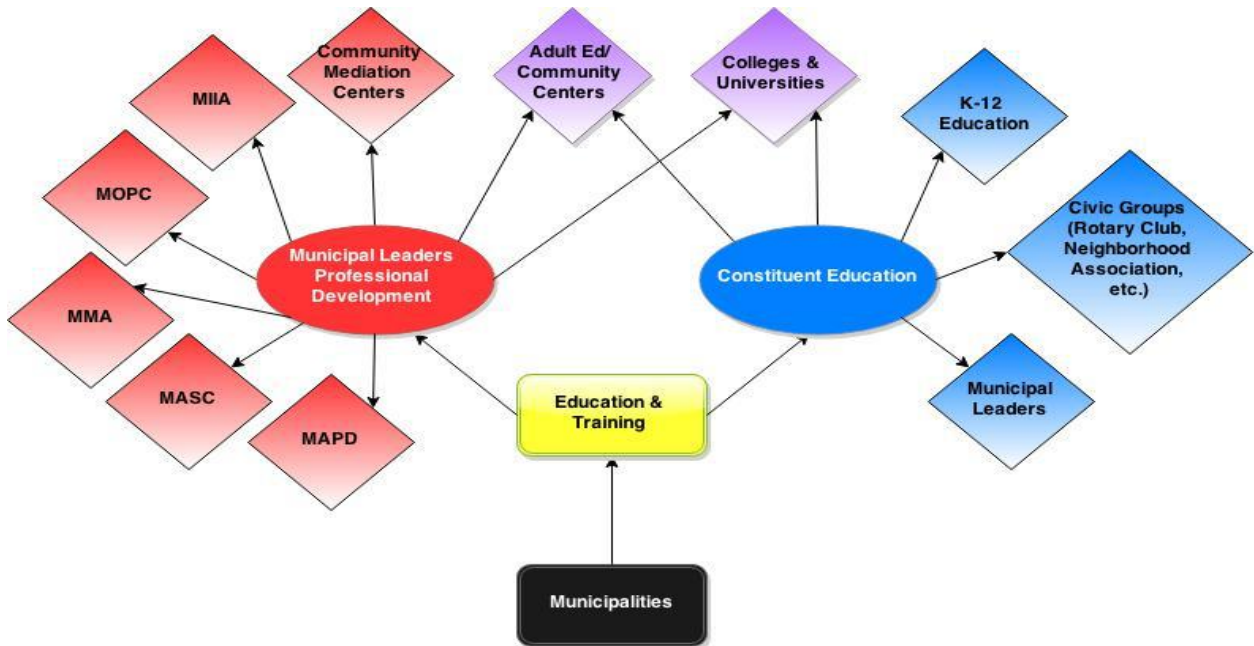 Community
Mediation
Centers
Adult Ed/
Community
Centers
Colleges &
Universities
MIIA
K-12
Education
MOPC
Civic Groups
(Rotary Club,
Neighborhood
Association,
etc.)
Municipal Leaders
Professional
Development
Constituent Education
MMA
MASC
MAPD
Education &
Training
Municipal
Leaders
Municipalities